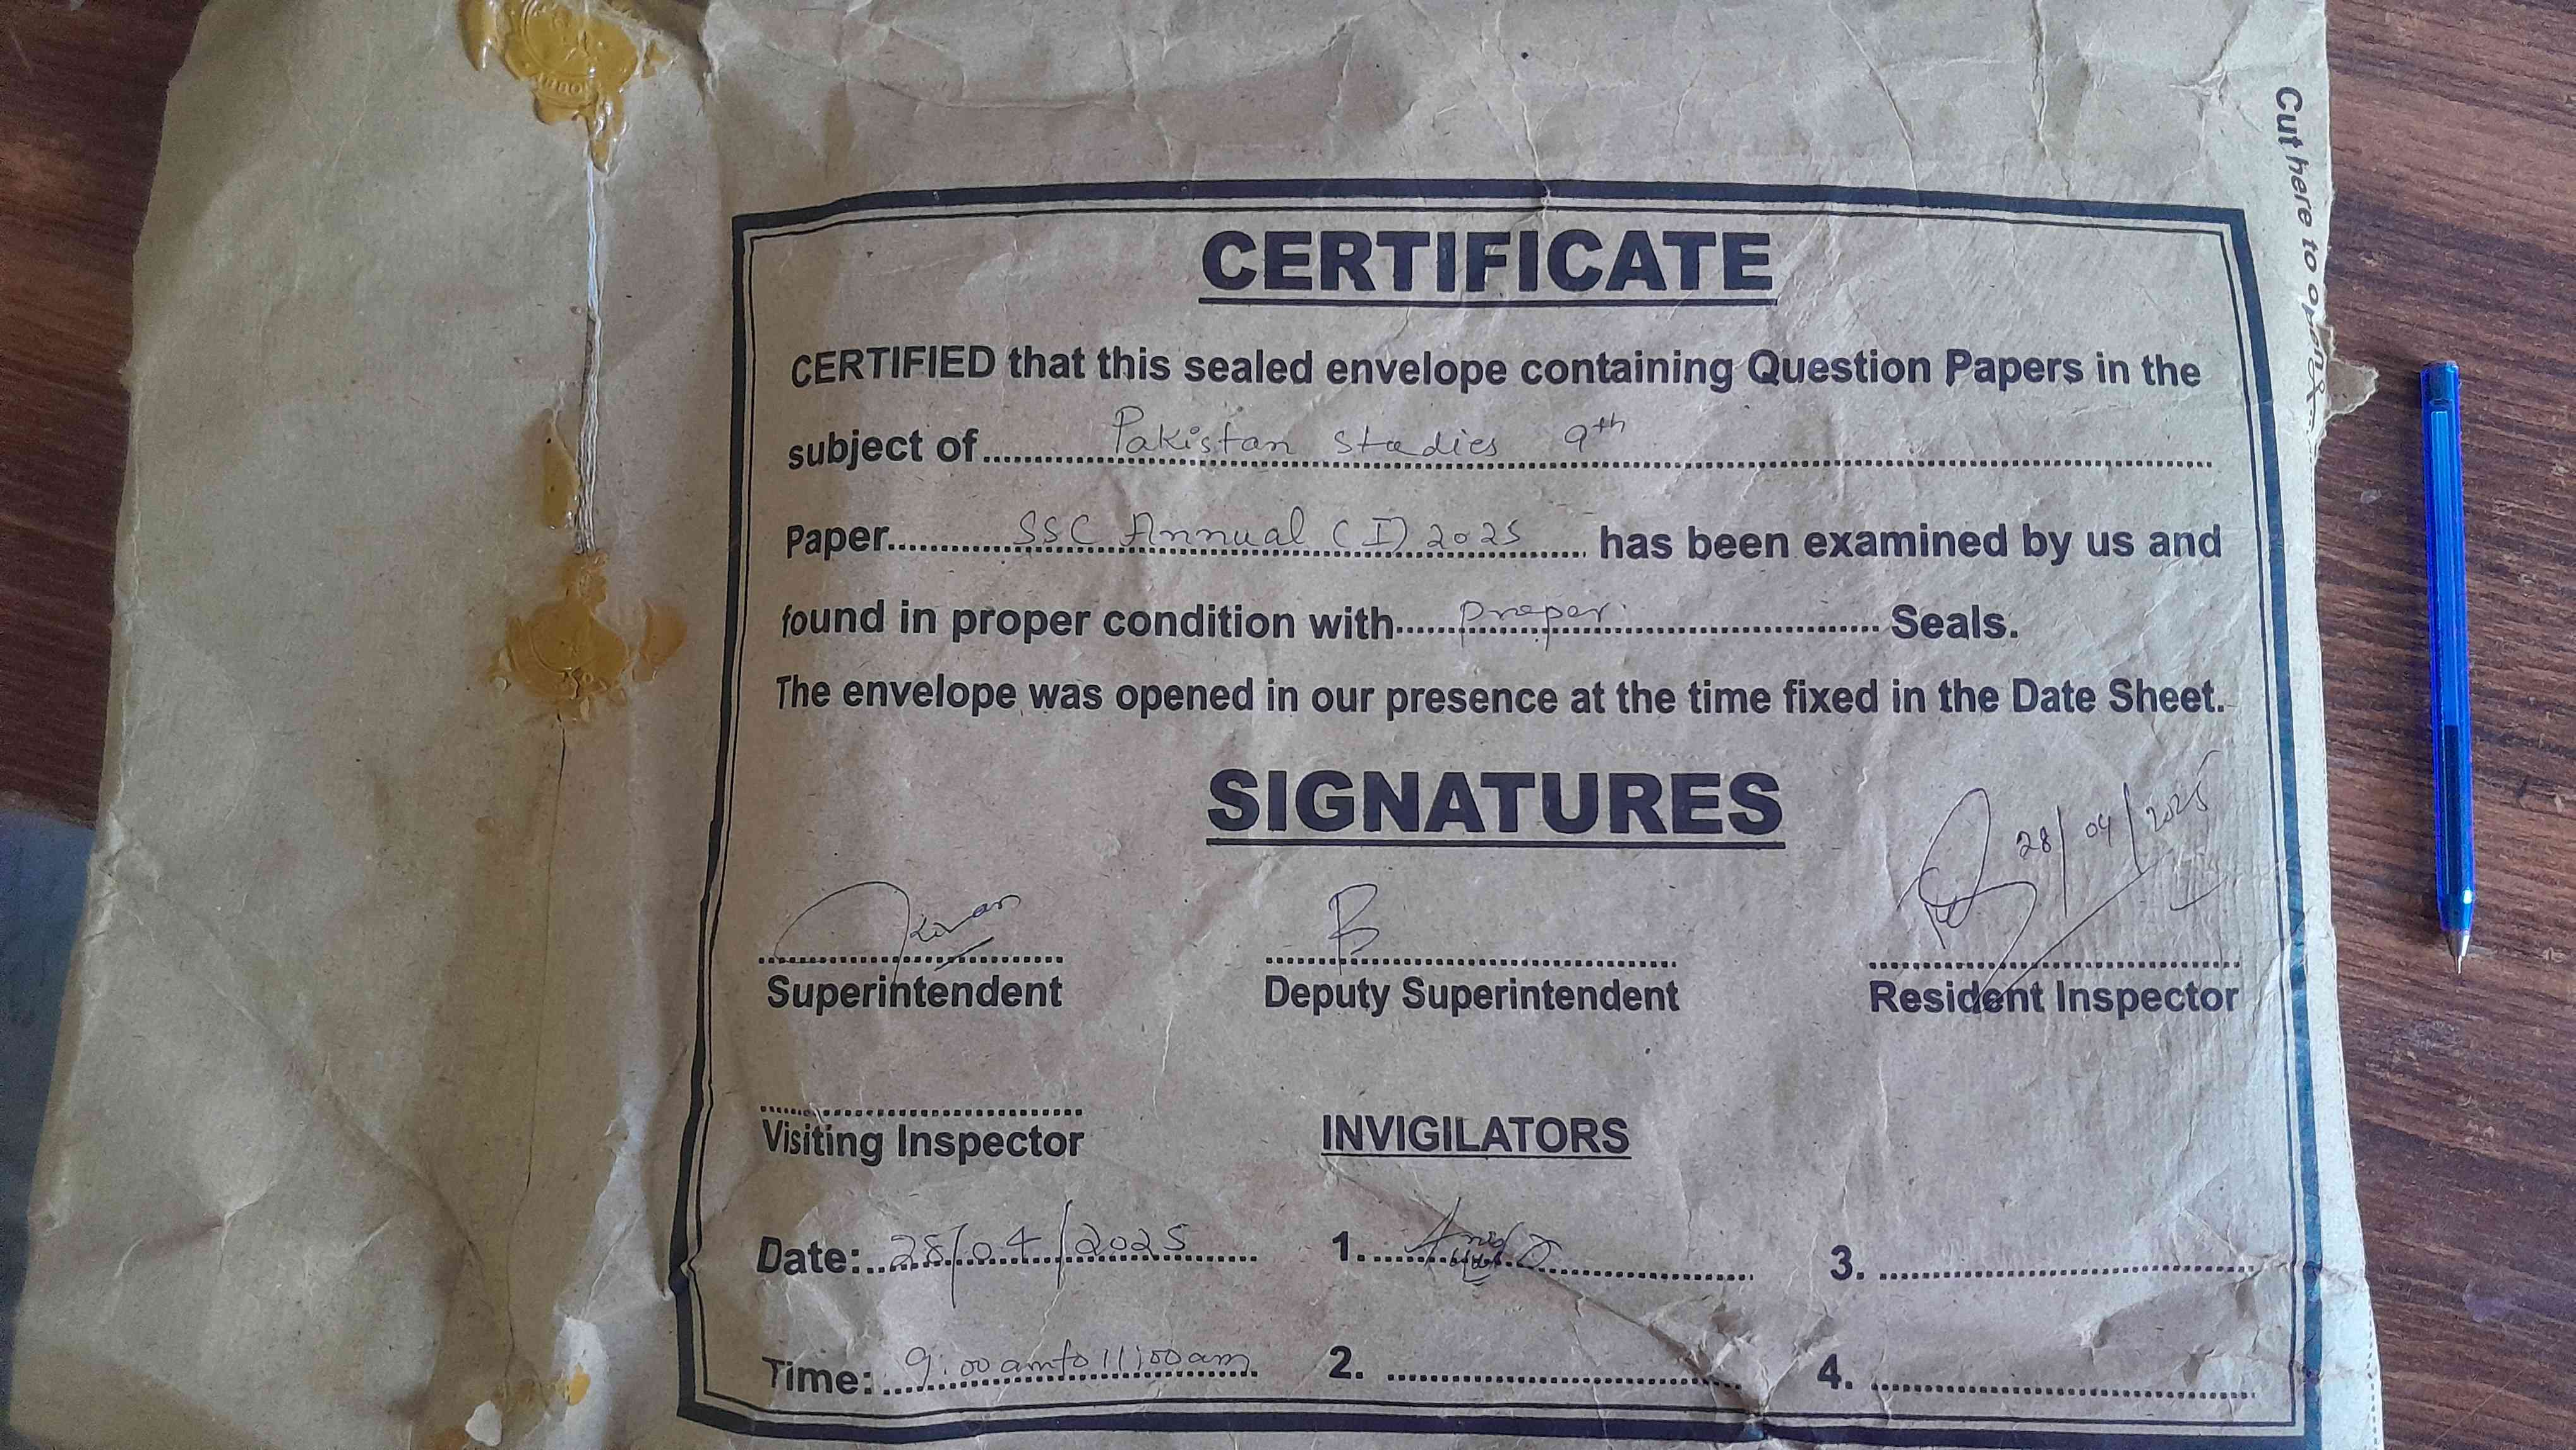 Cut here to open
CERTIFICATE
CERTIFIED that this sealed envelope containing Question Papers in the
subject of Pakistan Studies 9th
Paper SSC Annual (I) 2025 has been examined by us and
found in proper condition with proper Seals.
The envelope was opened in our presence at the time fixed in the Date Sheet.
SIGNATURES
28/04/2025
Superintendent Deputy Superintendent Resident Inspector
Visiting Inspector INVIGILATORS
Date: 28/04/2025 1. 3.
Time: 9:00 am to 11:00 am 2. 4.